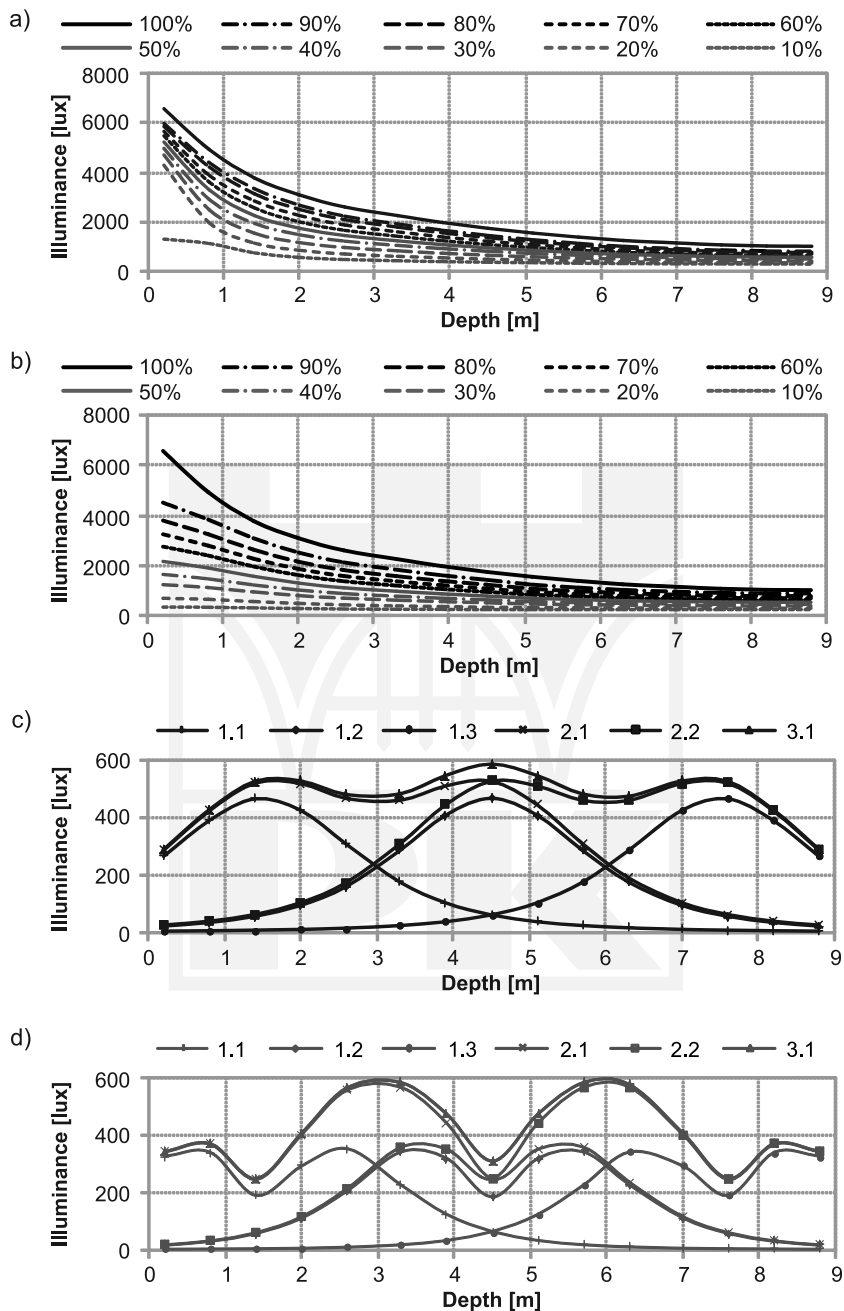 a)
100% 90% 80% 70% 60%
50% 40% 30% 20% 10%
8000
6000
4000
2000
0
Illuminance [lux]
0 1 2 3 4 5 6 7 8 9
Depth [m]
b)
100% 90% 80% 70% 60%
50% 40% 30% 20% 10%
8000
6000
4000
2000
0
Illuminance [lux]
0 1 2 3 4 5 6 7 8 9
Depth [m]
c)
1.1 1.2 1.3 2.1 2.2 3.1
600
400
200
0
Illuminance [lux]
0 1 2 3 4 5 6 7 8 9
Depth [m]
d)
1.1 1.2 1.3 2.1 2.2 3.1
600
400
200
0
Illuminance [lux]
0 1 2 3 4 5 6 7 8 9
Depth [m]